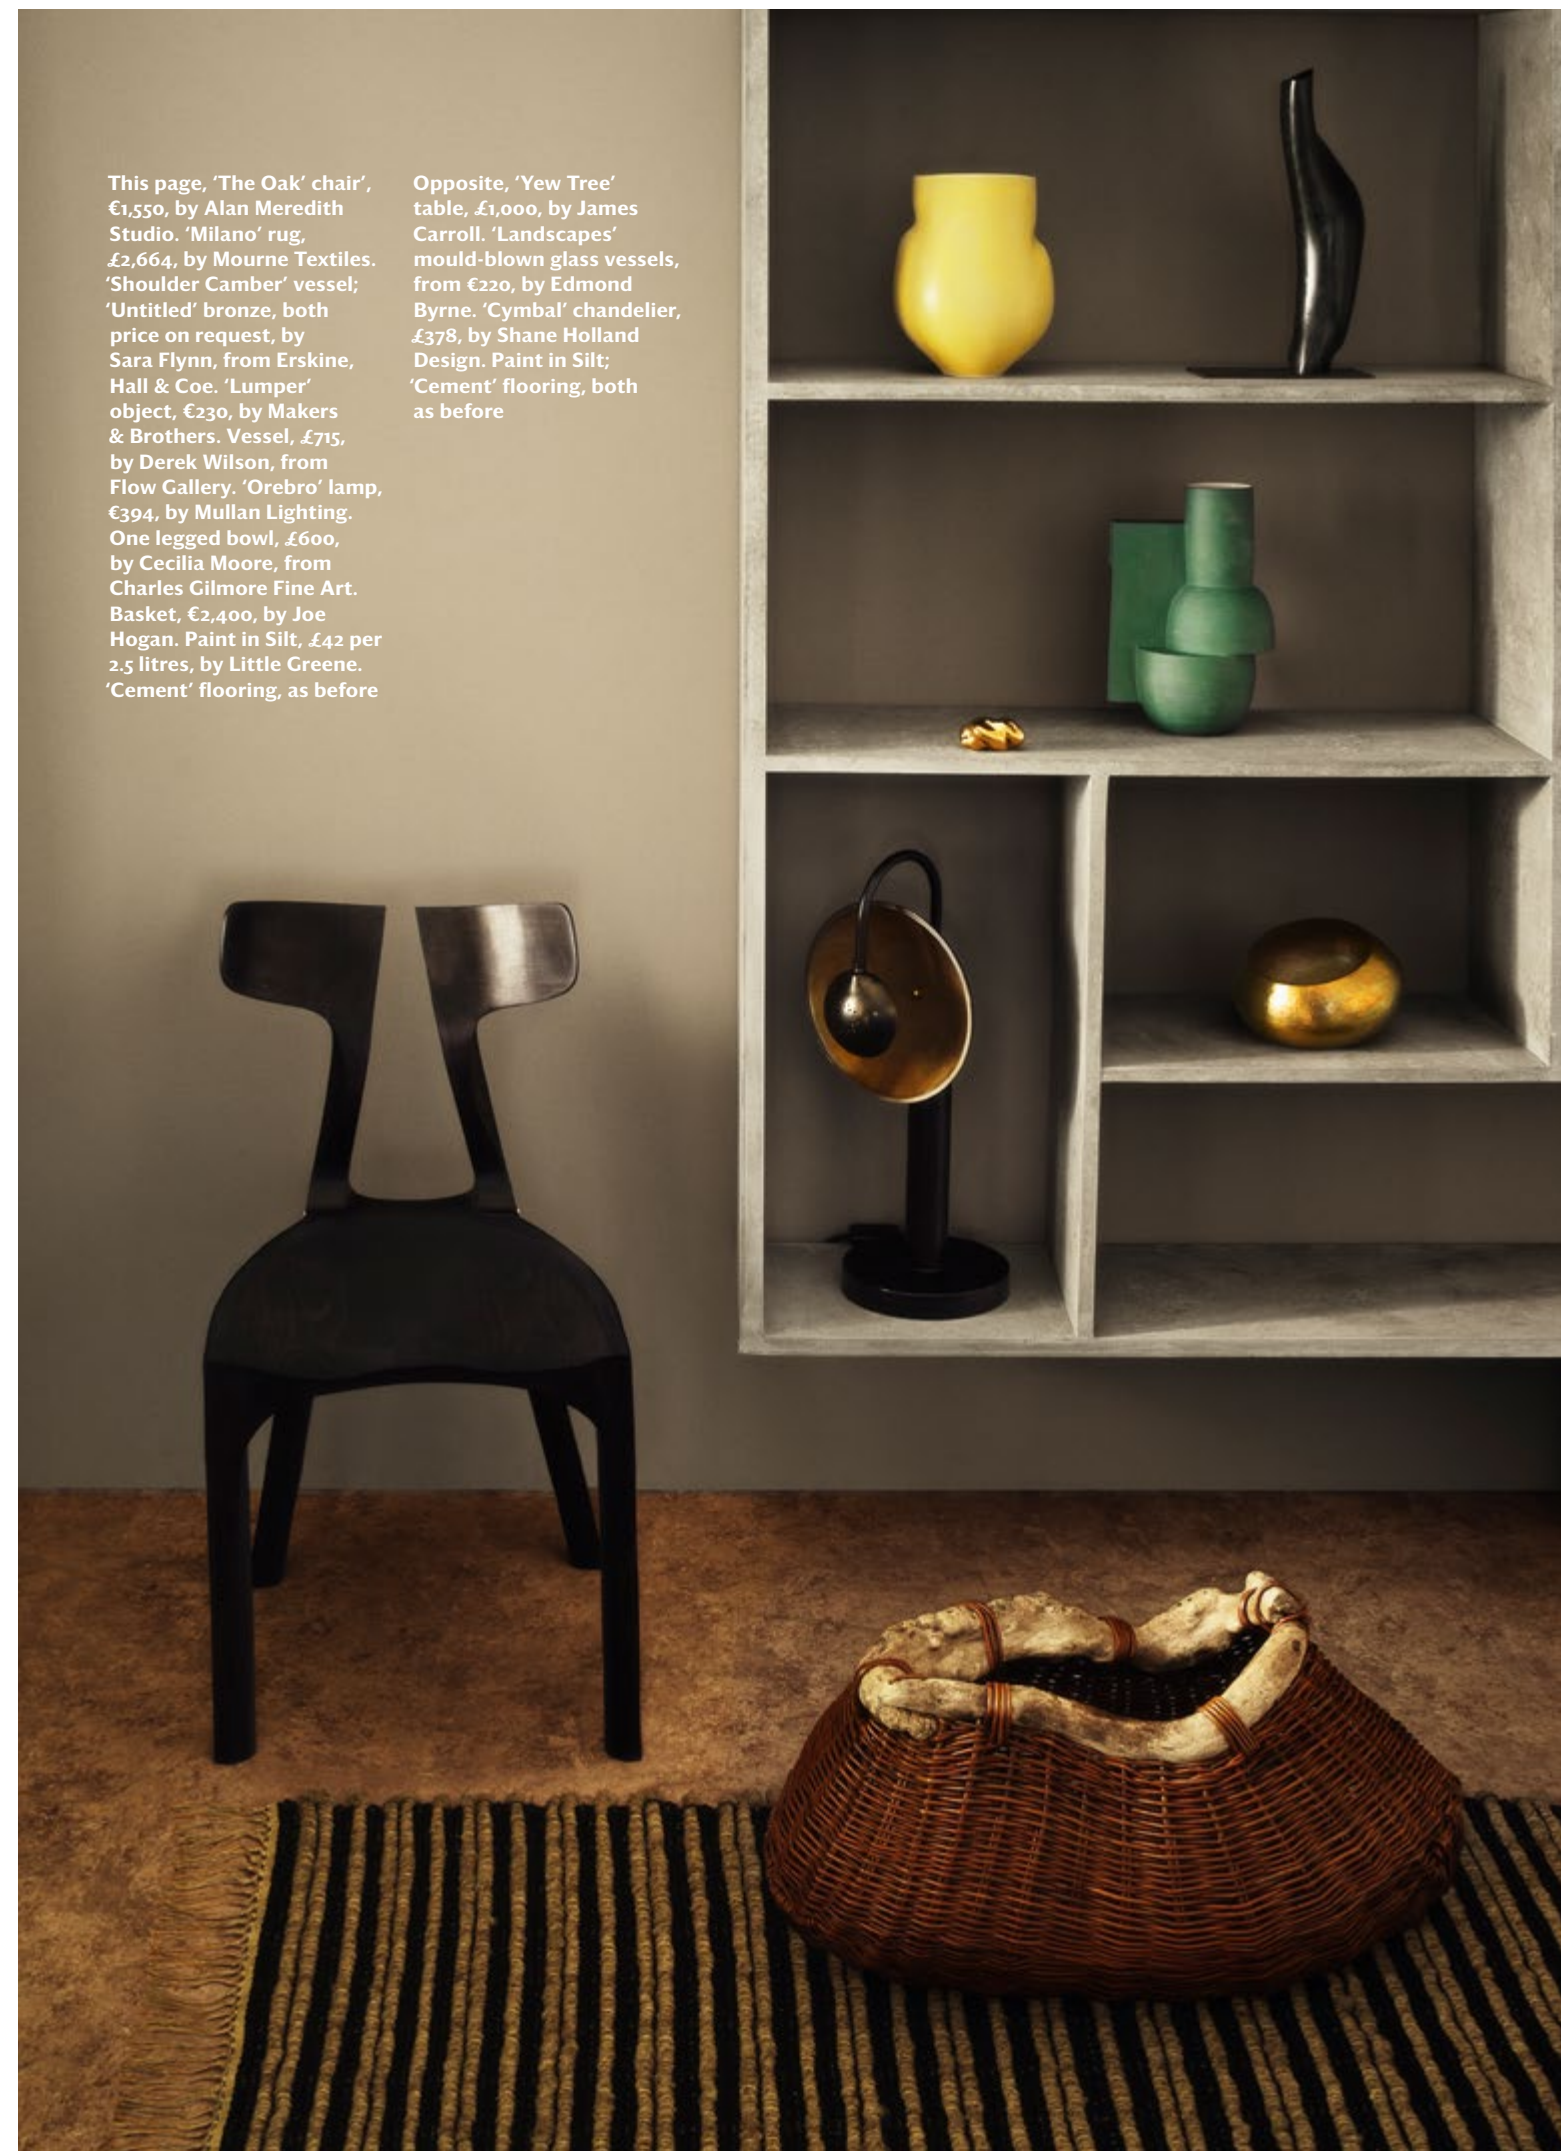 This page, ‘The Oak’ chair’,
€1,550, by Alan Meredith
Studio. ‘Milano’ rug,
£2,664, by Mourne Textiles.
‘Shoulder Camber’ vessel;
‘Untitled’ bronze, both
price on request, by
Sara Flynn, from Erskine,
Hall & Coe. ‘Lumper’
object, €230, by Makers
& Brothers. Vessel, £715,
by Derek Wilson, from
Flow Gallery. ‘Orebro’ lamp,
€394, by Mullan Lighting.
One legged bowl, £600,
by Cecilia Moore, from
Charles Gilmore Fine Art.
Basket, €2,400, by Joe
Hogan. Paint in Silt, £42 per
2.5 litres, by Little Greene.
‘Cement’ flooring, as before
Opposite, ‘Yew Tree’
table, £1,000, by James
Carroll. ‘Landscapes’
mould-blown glass vessels,
from €220, by Edmond
Byrne. ‘Cymbal’ chandelier,
£378, by Shane Holland
Design. Paint in Silt;
‘Cement’ flooring, both
as before